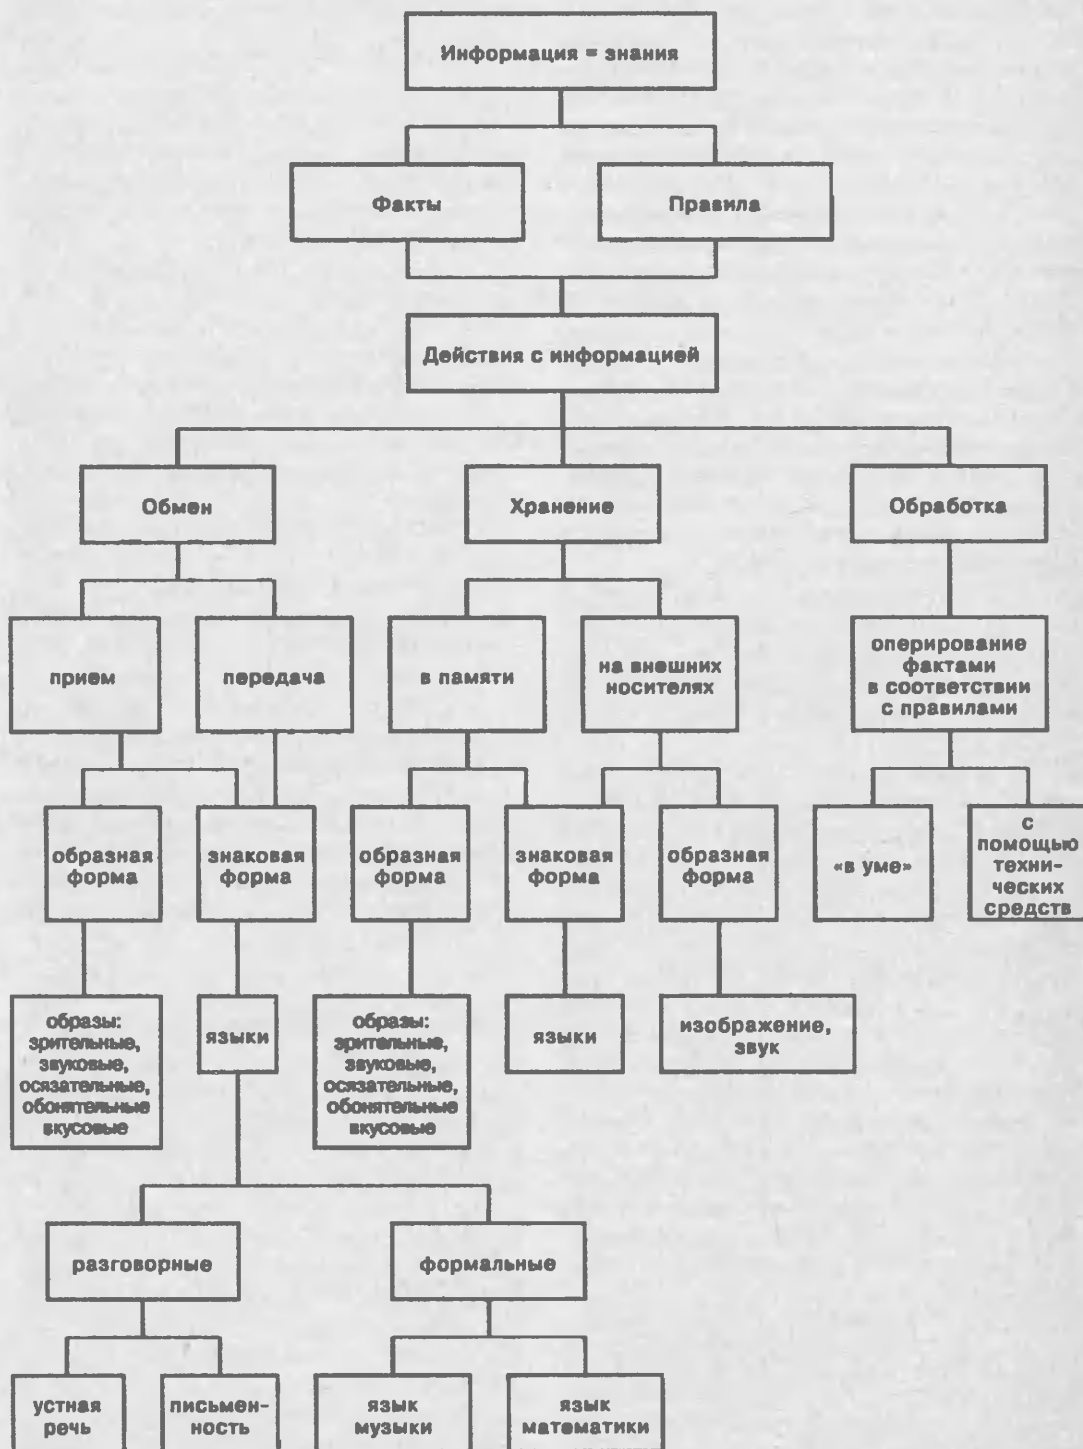 Информация = знания
Факты
Правила
Действия с информацией
Обмен
Хранение
Обработка
прием
передача
в памяти
на внешних
носителях
оперирование
фактами
в соответствии
с правилами
образная
форма
знаковая
форма
образная
форма
знаковая
форма
образная
форма
«в уме»
с
помощью
техни-
ческих
средств
образы:
зрительные,
звуковые,
осязательные,
обонятельные
вкусовые
языки
образы:
зрительные,
звуковые,
осязательные,
обонятельные
вкусовые
языки
изображение,
звук
разговорные
формальные
устная
речь
письмен-
ность
язык
музыки
язык
математики